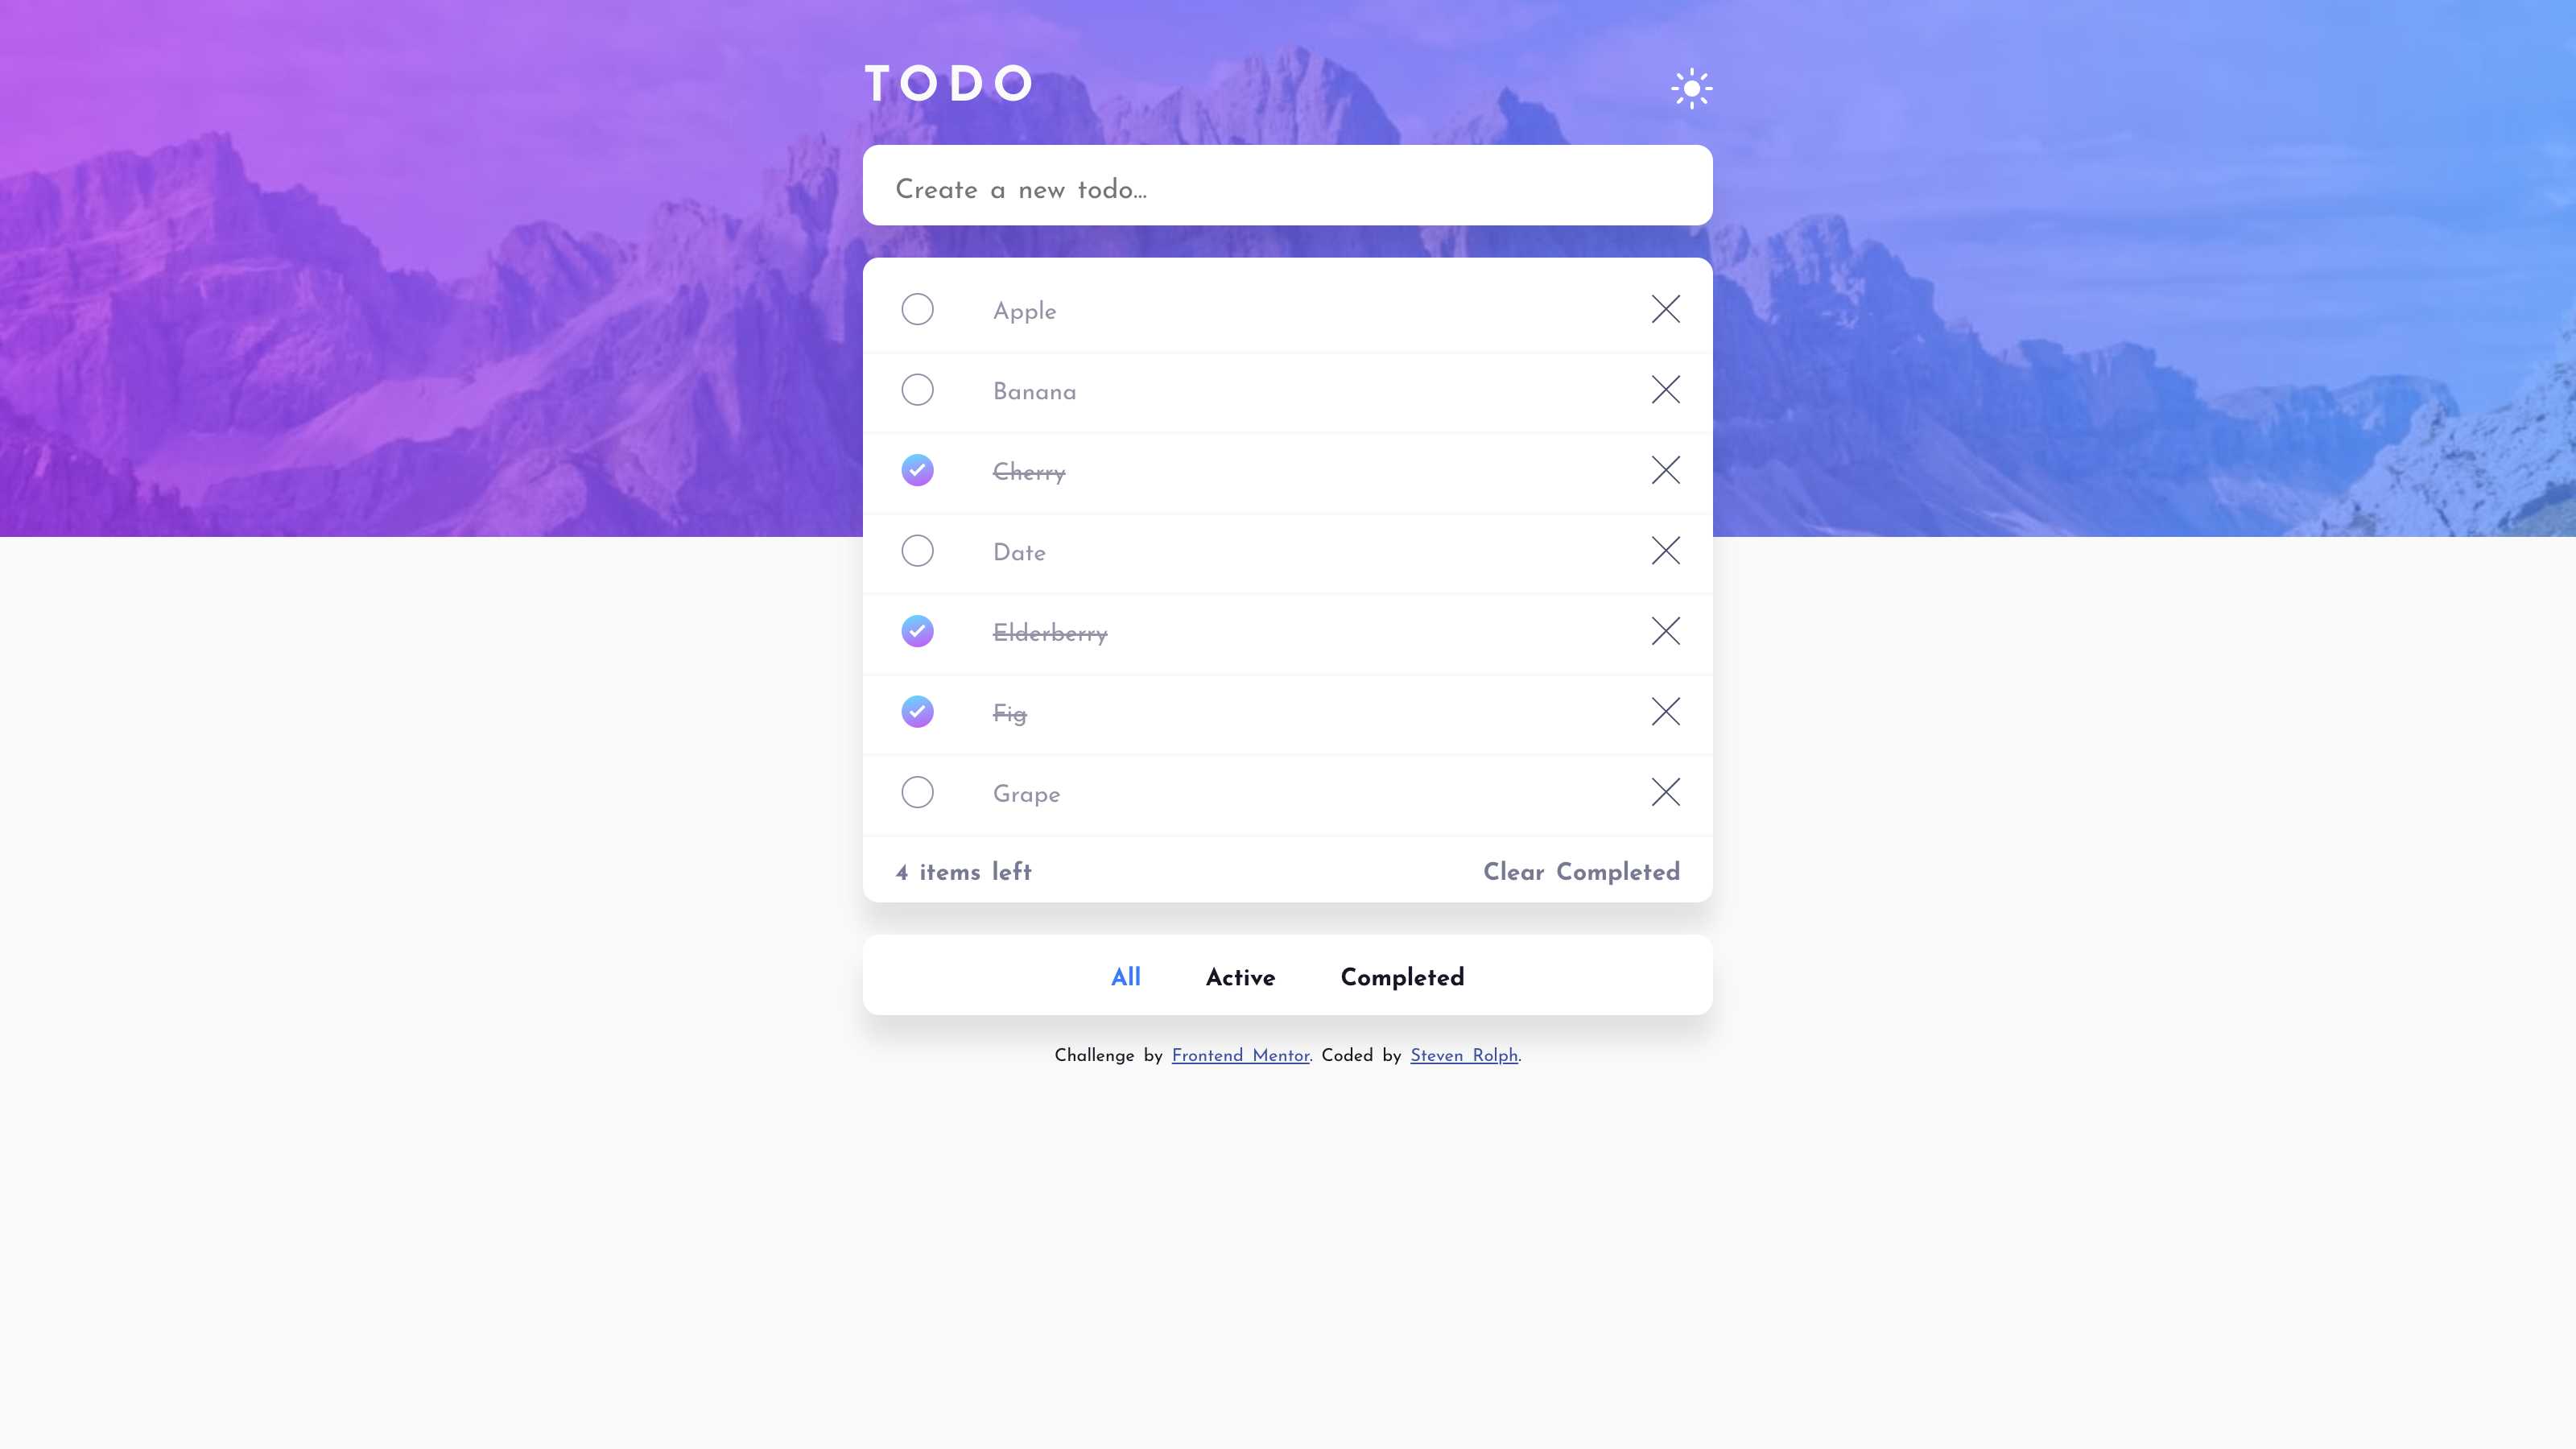 TODO
Create a new todo...
Apple
Banana
Cherry
Date
Elderberry
Fig
Grape
4 items left Clear Completed
All Active Completed
Challenge by Frontend Mentor. Coded by Steven Rolph.